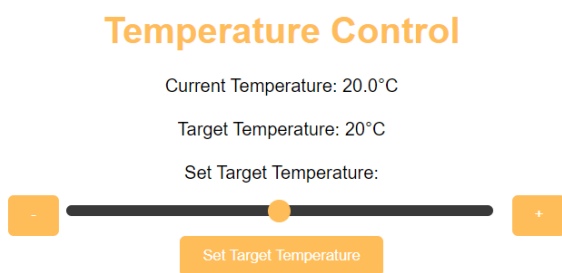 Temperature Control
Current Temperature: 20.0°C
Target Temperature: 20°C
Set Target Temperature:
- +
Set Target Temperature